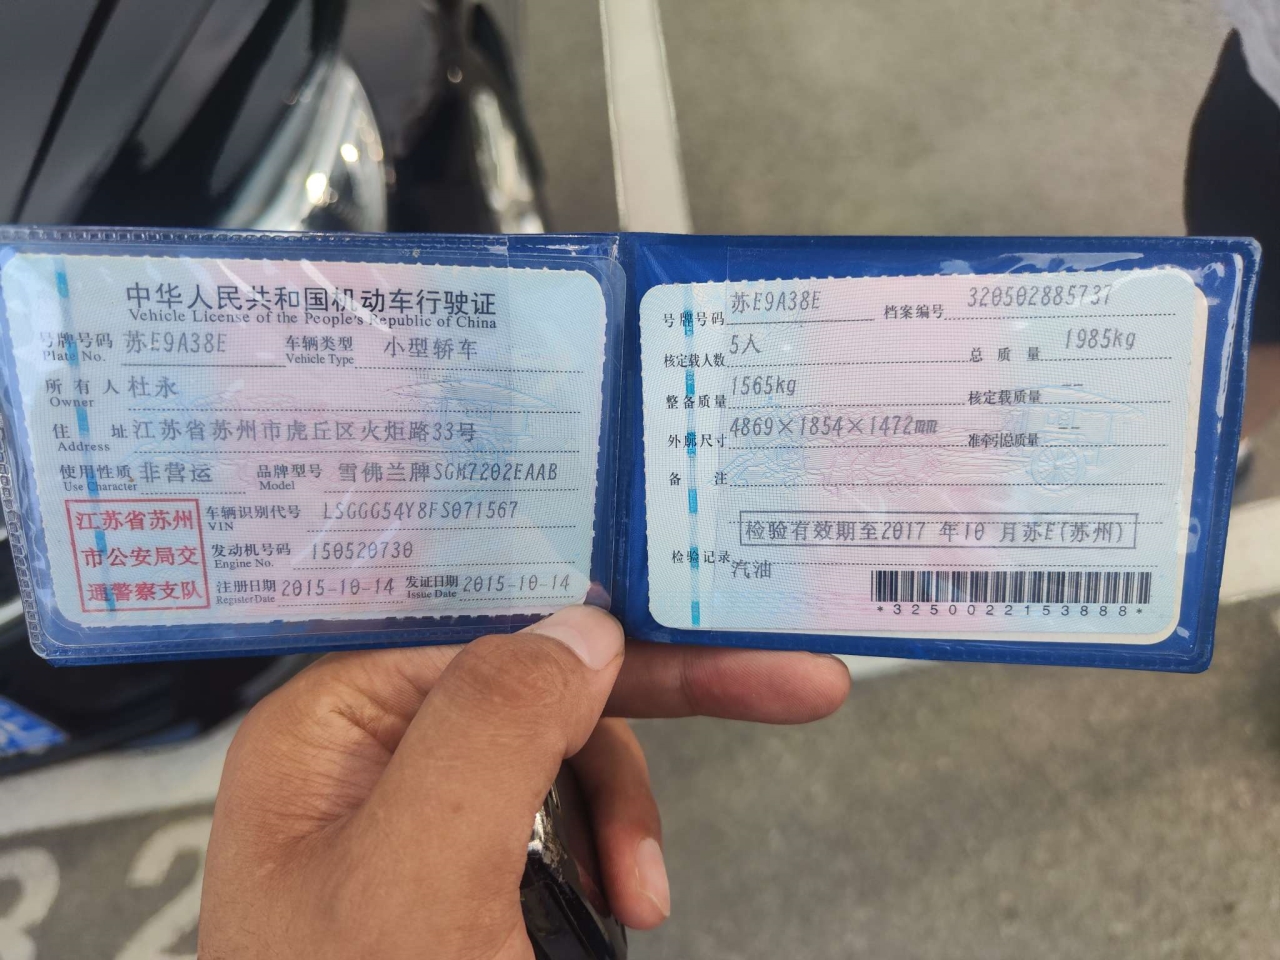 中华人民共和国机动车行驶证
Vehicle License of the People's Republic of China
号牌号码 苏E9A38E 车辆类型 小型轿车
Plate No. Vehicle Type
所有人 杜永
Owner
住址 江苏省苏州市虎丘区火炬路33号
Address
使用性质 非营运 品牌型号 雪佛兰牌SGM7202EAAB
Use Character Model
江苏省苏州
市公安局交
通警察支队
车辆识别代号 LSGGG54Y8FS071567
VIN
发动机号码 150520730
Engine No.
注册日期 2015-10-14 发证日期 2015-10-14
Register Date Issue Date
号牌号码 苏E9A38E 档案编号 320502885737
核定载人数 5人 总质量 1985kg
整备质量 1565kg 核定载质量 --
外廓尺寸 4869×1854×1472mm 准牵引总质量 --
备注
检验有效期至2017年10月苏E(苏州)
检验记录
汽油
*3250022153888*